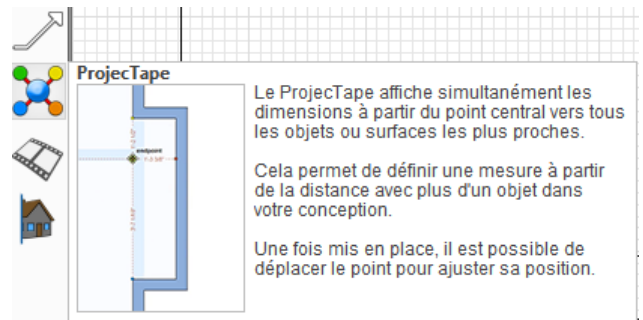 ProjecTape
Le ProjecTape affiche simultanément les
dimensions à partir du point central vers tous
les objets ou surfaces les plus proches.
Cela permet de définir une mesure à partir
de la distance avec plus d'un objet dans
votre conception.
Une fois mis en place, il est possible de
déplacer le point pour ajuster sa position.
endpoint